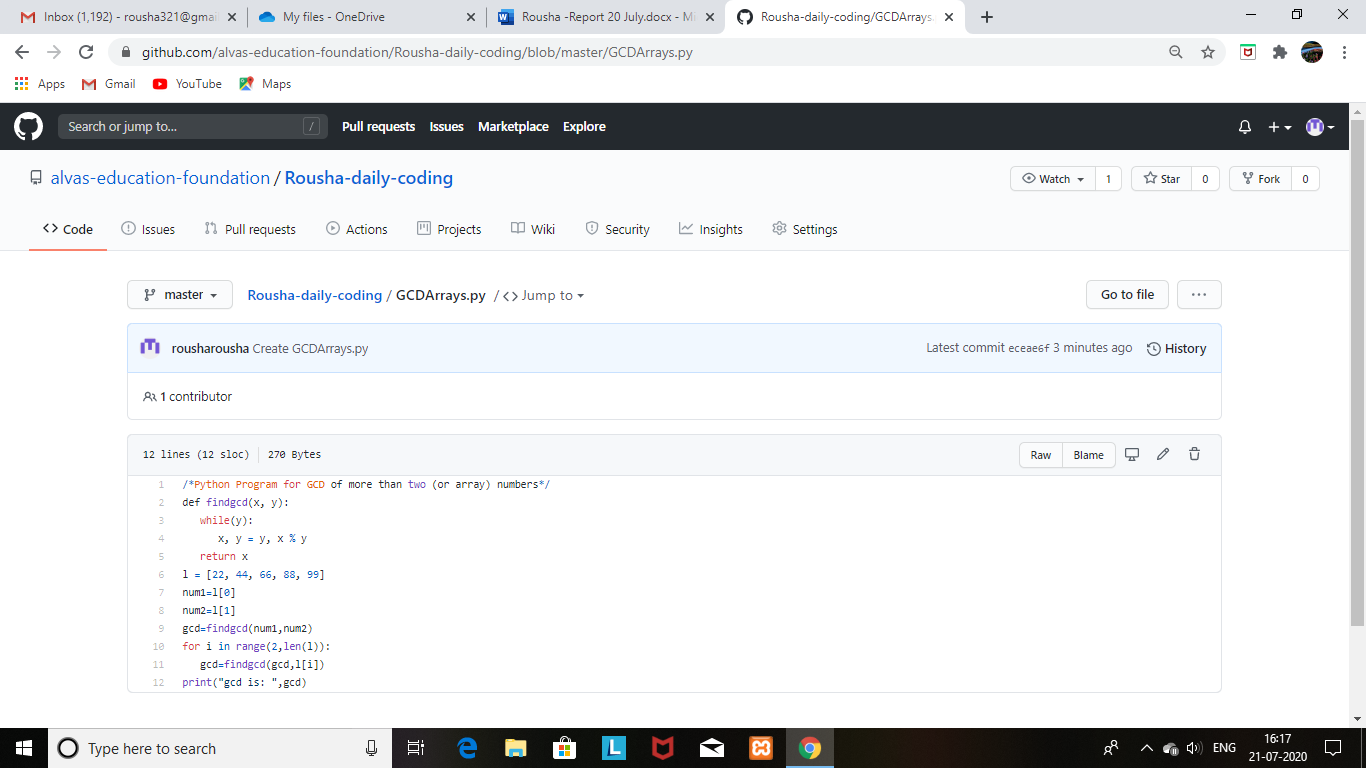 Inbox (1,192) - rousha321@gmai
My files - OneDrive
Rousha -Report 20 July.docx - Mi
Rousha-daily-coding/GCDArrays.
github.com/alvas-education-foundation/Rousha-daily-coding/blob/master/GCDArrays.py
Apps Gmail YouTube Maps
Search or jump to... / Pull requests Issues Marketplace Explore
alvas-education-foundation / Rousha-daily-coding
Watch 1 Star 0 Fork 0
Code Issues Pull requests Actions Projects Wiki Security Insights Settings
master Rousha-daily-coding / GCDArrays.py / <> Jump to Go to file ...
rousharousha Create GCDArrays.py Latest commit eceae6f 3 minutes ago History
1 contributor
12 lines (12 sloc) 270 Bytes Raw Blame
1 /*Python Program for GCD of more than two (or array) numbers*/
2 def findgcd(x, y):
3    while(y):
4       x, y = y, x % y
5    return x
6 l = [22, 44, 66, 88, 99]
7 num1=l[0]
8 num2=l[1]
9 gcd=findgcd(num1,num2)
10 for i in range(2,len(l)):
11    gcd=findgcd(gcd,l[i])
12 print("gcd is: ",gcd)
Type here to search
L
ENG
16:17
21-07-2020